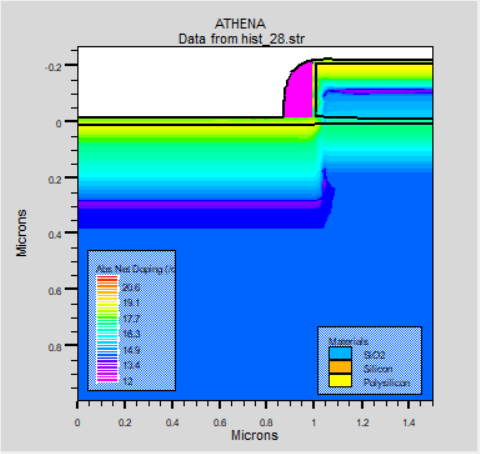 ATHENA
Data from hist_28.str
-0.2
0
0.2
0.4
0.6
0.8
Microns
Abs Net Doping (/c
20.6
19.1
17.7
16.3
14.9
13.4
12
Materials
SiO2
Silicon
Polysilicon
0 0.2 0.4 0.6 0.8 1 1.2 1.4
Microns